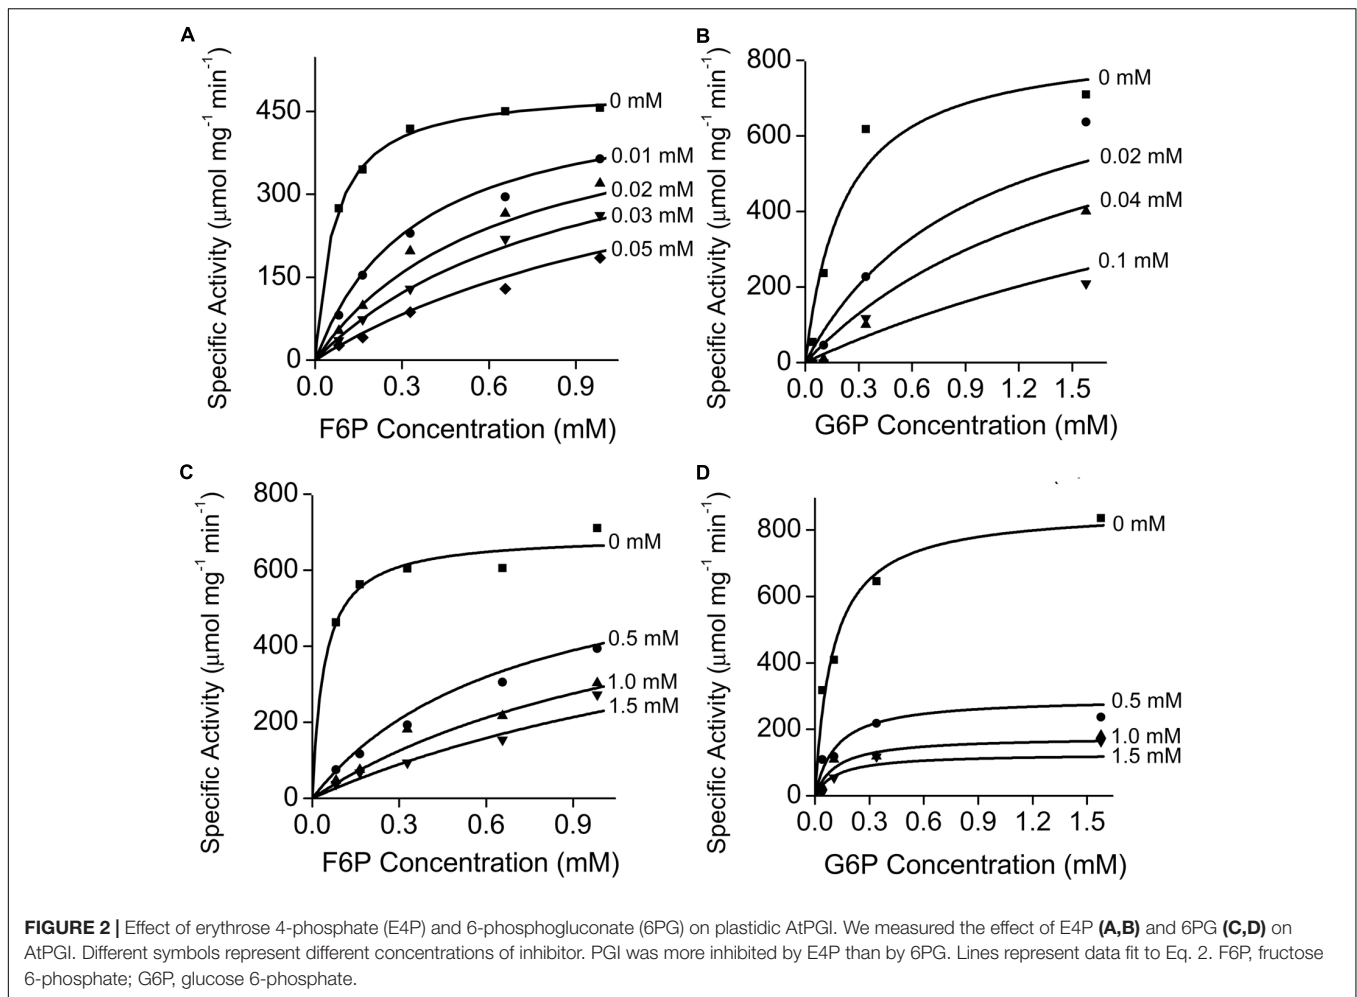 A
Specific Activity (μmol mg⁻¹ min⁻¹)
450
300
150
0
0.0 0.3 0.6 0.9
F6P Concentration (mM)
0 mM
0.01 mM
0.02 mM
0.03 mM
0.05 mM
B
Specific Activity (μmol mg⁻¹ min⁻¹)
800
600
400
200
0
0.0 0.3 0.6 0.9 1.2 1.5
G6P Concentration (mM)
0 mM
0.02 mM
0.04 mM
0.1 mM
C
Specific Activity (μmol mg⁻¹ min⁻¹)
800
600
400
200
0
0.0 0.3 0.6 0.9
F6P Concentration (mM)
0 mM
0.5 mM
1.0 mM
1.5 mM
D
Specific Activity (μmol mg⁻¹ min⁻¹)
800
600
400
200
0
0.0 0.3 0.6 0.9 1.2 1.5
G6P Concentration (mM)
0 mM
0.5 mM
1.0 mM
1.5 mM
FIGURE 2 | Effect of erythrose 4-phosphate (E4P) and 6-phosphogluconate (6PG) on plastidic AtPGI. We measured the effect of E4P (A,B) and 6PG (C,D) on
AtPGI. Different symbols represent different concentrations of inhibitor. PGI was more inhibited by E4P than by 6PG. Lines represent data fit to Eq. 2. F6P, fructose
6-phosphate; G6P, glucose 6-phosphate.